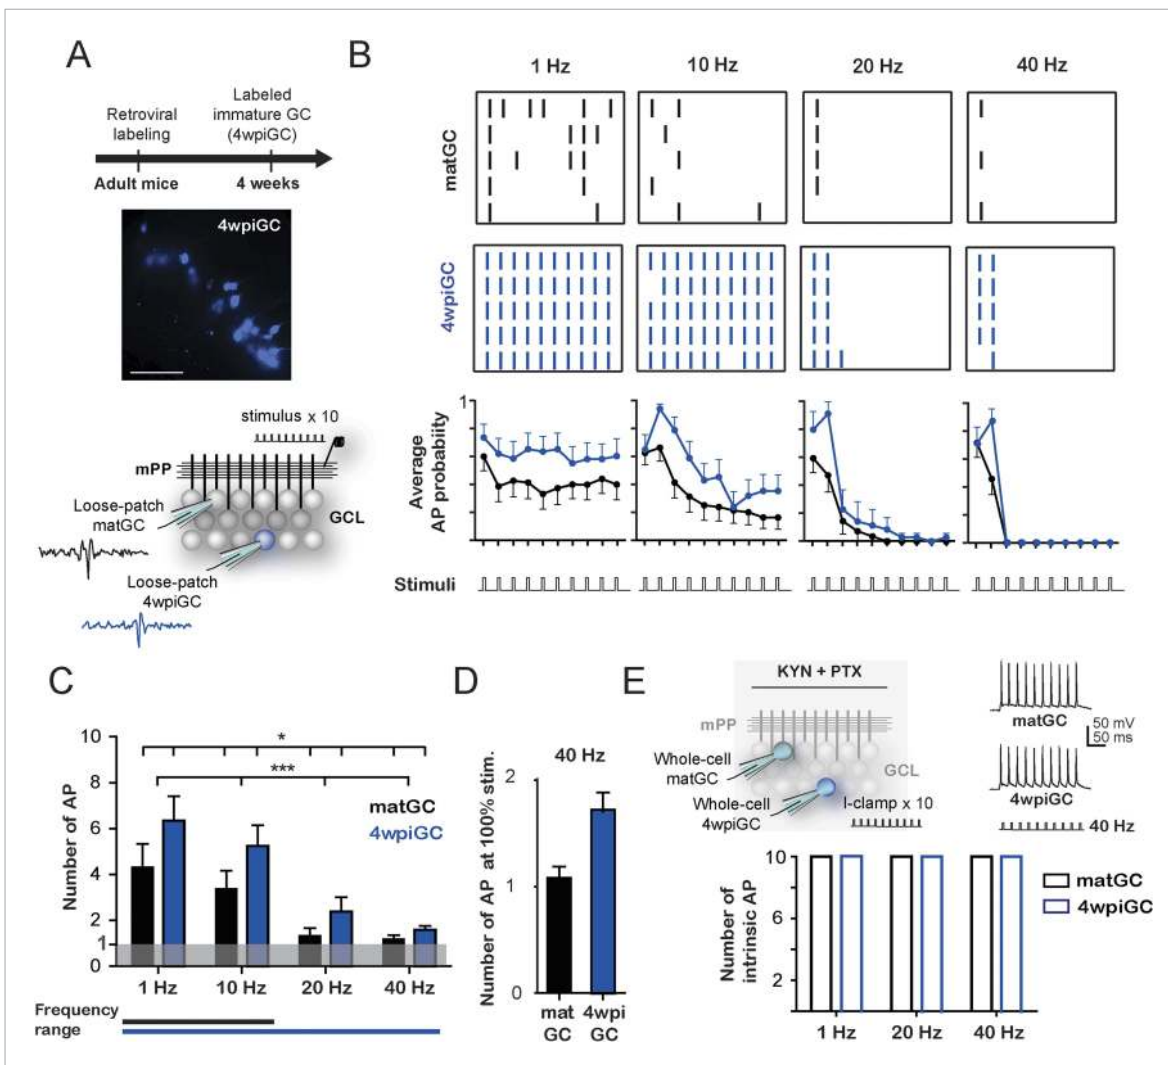 A
Retroviral
labeling
Labeled
immature GC
(4wpiGC)
Adult mice
4 weeks
4wpiGC
stimulus x 10
mPP
Loose-patch
matGC
GCL
Loose-patch
4wpiGC
B
1 Hz
10 Hz
20 Hz
40 Hz
matGC
4wpiGC
Average
AP probabiity
1
0
Stimuli
C
Number of AP
10
8
6
4
2
1
0
*
***
matGC
4wpiGC
1 Hz
10 Hz
20 Hz
40 Hz
Frequency
range
D
40 Hz
Number of AP at 100% stim.
2
1
0
mat
GC
4wpi
GC
E
KYN + PTX
mPP
Whole-cell
matGC
GCL
Whole-cell
4wpiGC
I-clamp x 10
matGC
50 mV
50 ms
4wpiGC
40 Hz
Number of
intrinsic AP
10
6
2
matGC
4wpiGC
1 Hz
20 Hz
40 Hz